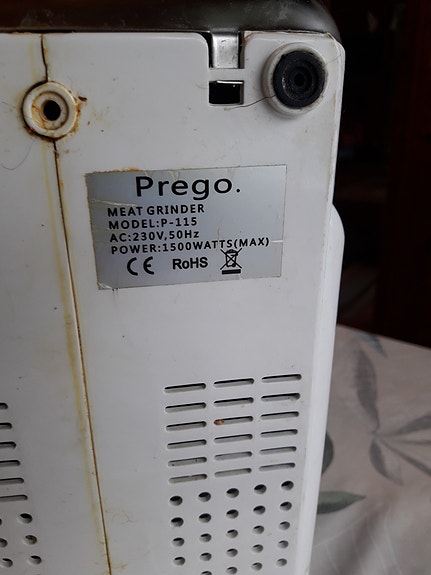 Prego.
MEAT GRINDER
MODEL:P-115
AC:230V,50Hz
POWER:1500WATTS(MAX)
CE RoHS